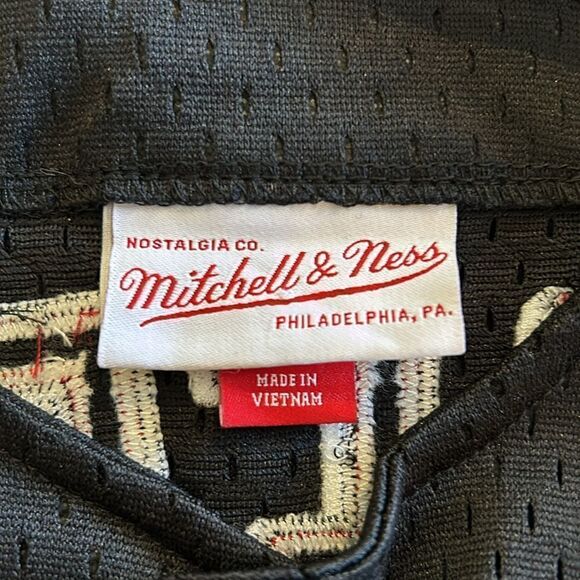 NOSTALGIA CO.
Mitchell & Ness
PHILADELPHIA, PA.
MADE IN
VIETNAM